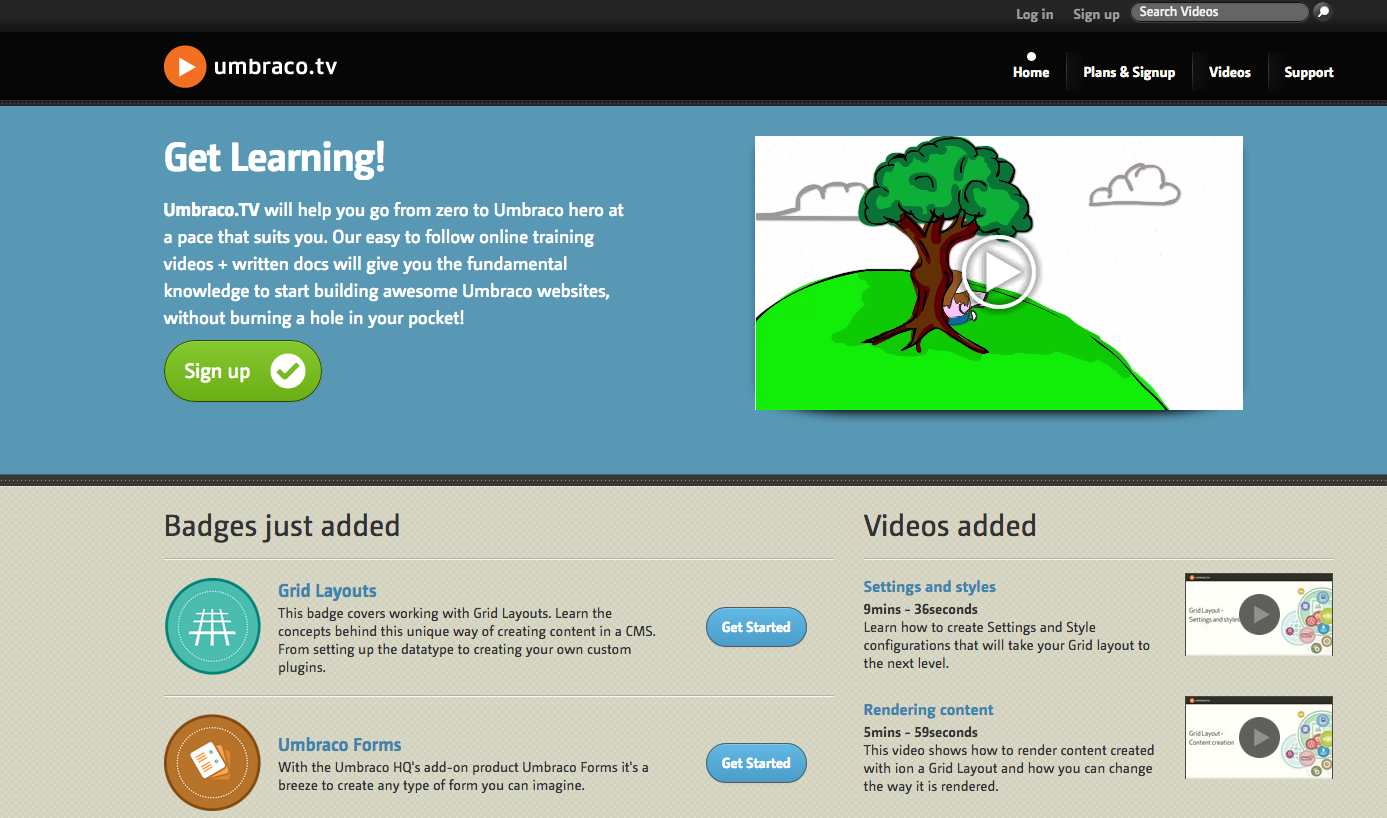 Log in
Sign up
Search Videos
umbraco.tv
Home
Plans & Signup
Videos
Support
Get Learning!
Umbraco.TV will help you go from zero to Umbraco hero at
a pace that suits you. Our easy to follow online training
videos + written docs will give you the fundamental
knowledge to start building awesome Umbraco websites,
without burning a hole in your pocket!
Sign up
Badges just added
Grid Layouts
This badge covers working with Grid Layouts. Learn the
concepts behind this unique way of creating content in a CMS.
From setting up the datatype to creating your own custom
plugins.
Get Started
Umbraco Forms
With the Umbraco HQ's add-on product Umbraco Forms it's a
breeze to create any type of form you can imagine.
Get Started
Videos added
Settings and styles
9mins - 36seconds
Learn how to create Settings and Style
configurations that will take your Grid layout to
the next level.
Grid Layout -
Settings and styles
Rendering content
5mins - 59seconds
This video shows how to render content created
with ion a Grid Layout and how you can change
the way it is rendered.
Grid Layout -
Content creation